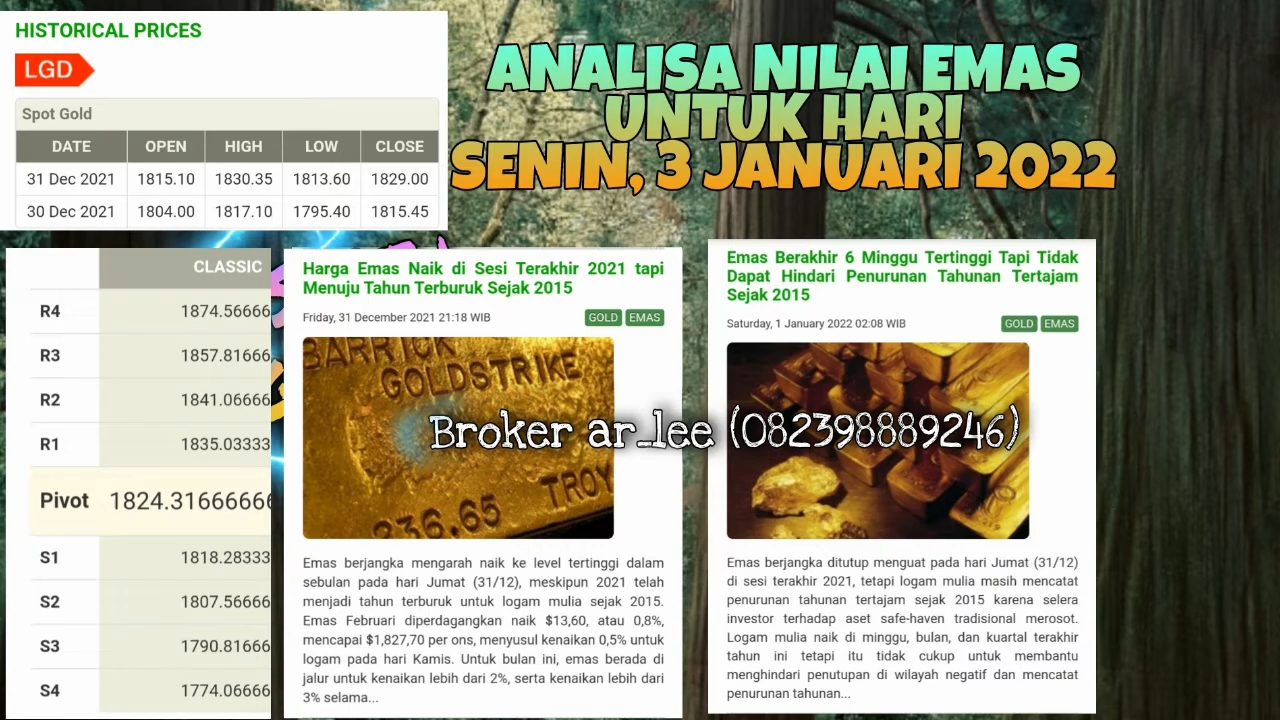 HISTORICAL PRICES
LGD
Spot Gold
DATE OPEN HIGH LOW CLOSE
31 Dec 2021 1815.10 1830.35 1813.60 1829.00
30 Dec 2021 1804.00 1817.10 1795.40 1815.45
ANALISA NILAI EMAS
UNTUK HARI
SENIN, 3 JANUARI 2022
CLASSIC
R4 1874.56666
R3 1857.81666
R2 1841.06666
R1 1835.03333
Pivot 1824.31666666
S1 1818.28333
S2 1807.56666
S3 1790.81666
S4 1774.06666
Harga Emas Naik di Sesi Terakhir 2021 tapi
Menuju Tahun Terburuk Sejak 2015
Friday, 31 December 2021 21:18 WIB GOLD EMAS
BARRICK
GOLDSTRIKE
236.65 TROY
Emas berjangka mengarah naik ke level tertinggi dalam
sebulan pada hari Jumat (31/12), meskipun 2021 telah
menjadi tahun terburuk untuk logam mulia sejak 2015.
Emas Februari diperdagangkan naik $13,60, atau 0,8%,
mencapai $1,827,70 per ons, menyusul kenaikan 0,5% untuk
logam pada hari Kamis. Untuk bulan ini, emas berada di
jalur untuk kenaikan lebih dari 2%, serta kenaikan lebih dari
3% selama...
Emas Berakhir 6 Minggu Tertinggi Tapi Tidak
Dapat Hindari Penurunan Tahunan Tertajam
Sejak 2015
Saturday, 1 January 2022 02:08 WIB GOLD EMAS
Broker ar_lee (082398889246)
Emas berjangka ditutup menguat pada hari Jumat (31/12)
di sesi terakhir 2021, tetapi logam mulia masih mencatat
penurunan tahunan tertajam sejak 2015 karena selera
investor terhadap aset safe-haven tradisional merosot.
Logam mulia naik di minggu, bulan, dan kuartal terakhir
tahun ini tetapi itu tidak cukup untuk membantu
menghindari penutupan di wilayah negatif dan mencatat
penurunan tahunan...